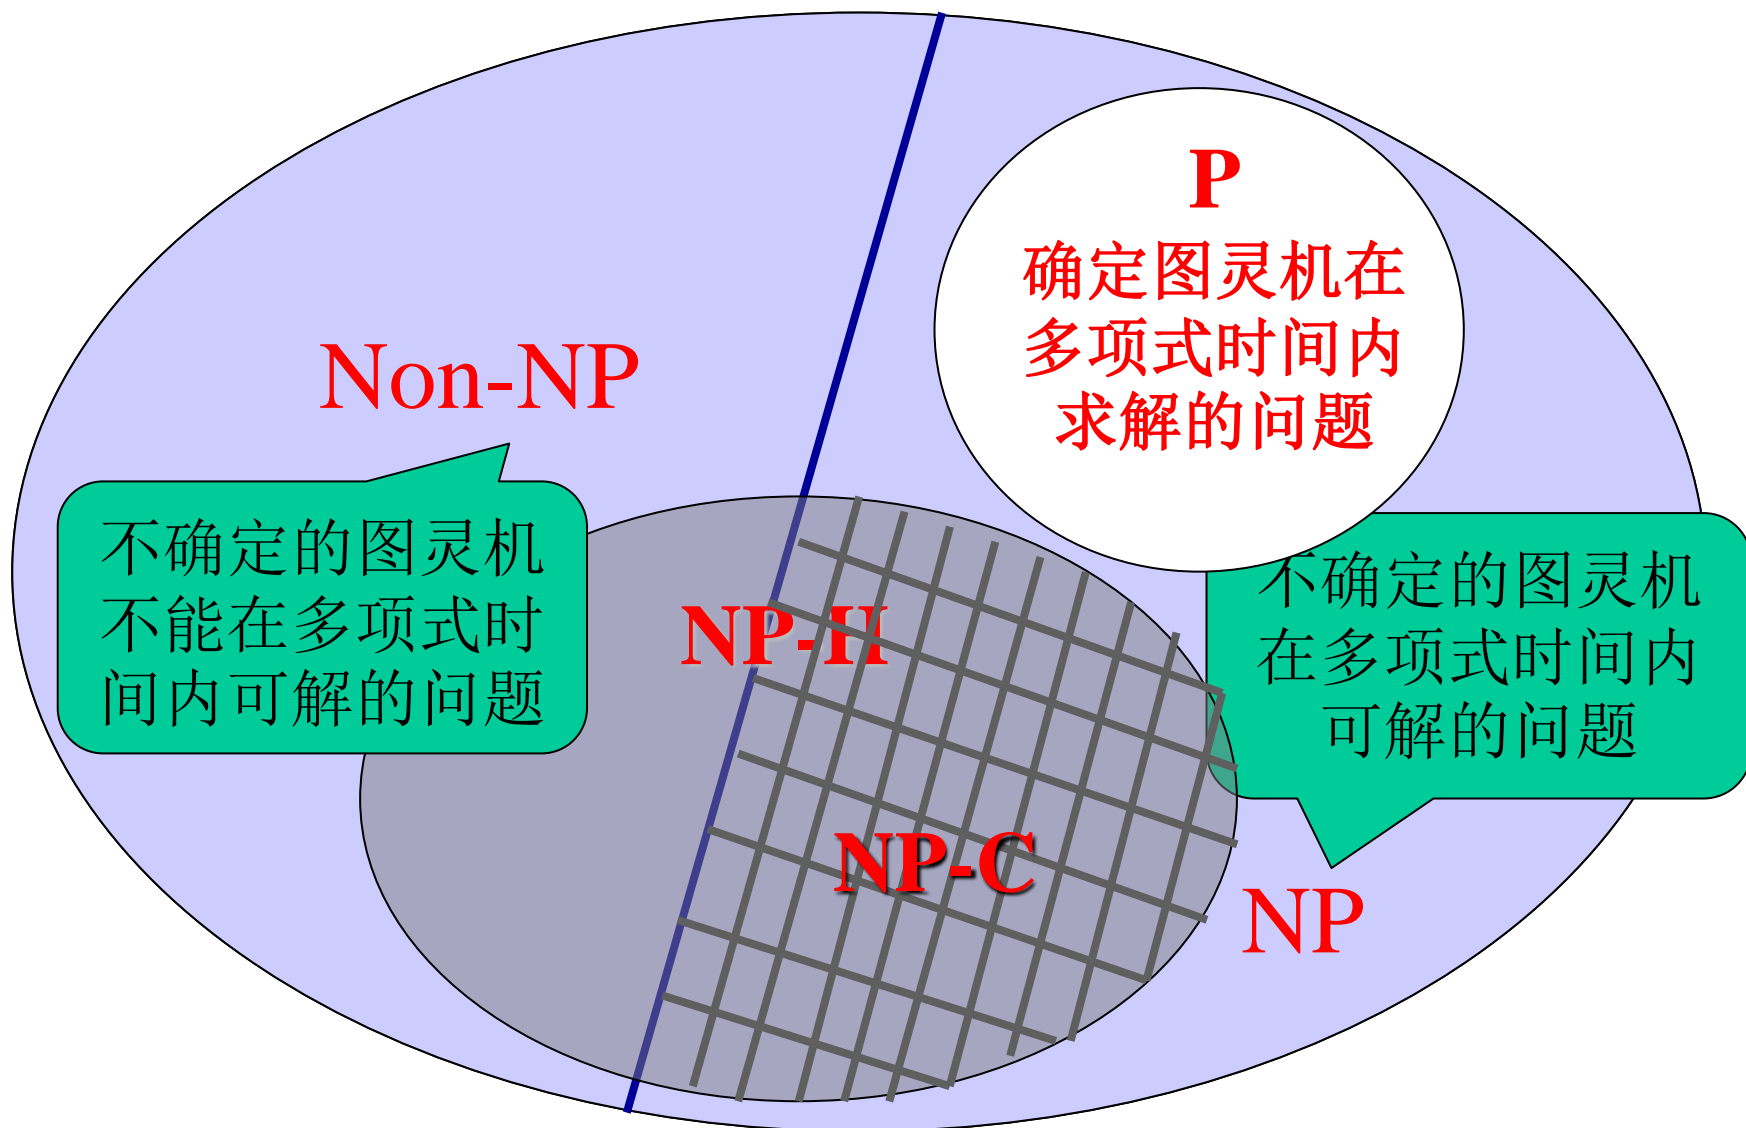 P
确定图灵机在
多项式时间内
求解的问题
Non-NP
不确定的图灵机
不能在多项式时
间内可解的问题
不确定的图灵机
在多项式时间内
可解的问题
NP-H
NP-C
NP